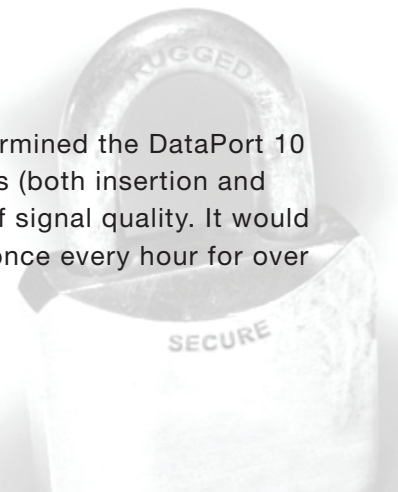 RUGGED
rmined the DataPort 10
s (both insertion and
f signal quality. It would
once every hour for over
SECURE